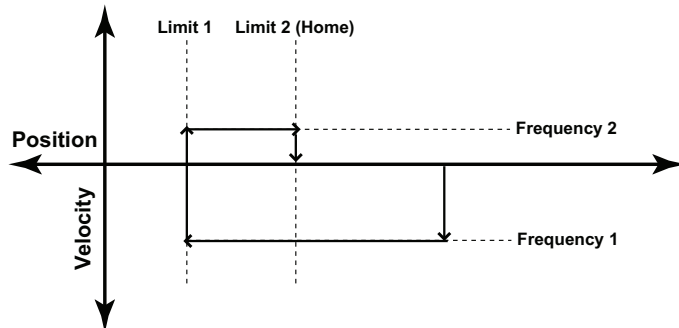 Limit 1
Limit 2 (Home)
Frequency 2
Position
Velocity
Frequency 1